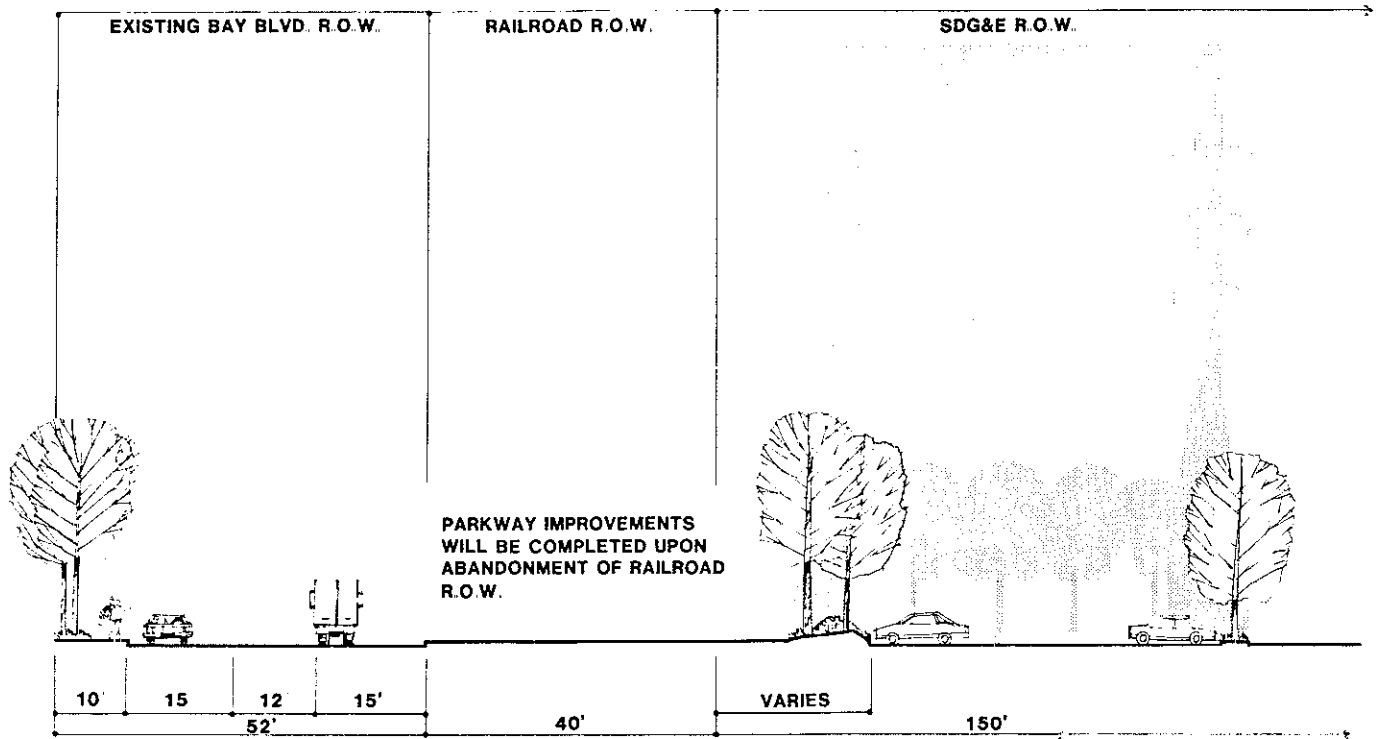 EXISTING BAY BLVD. R.O.W.
RAILROAD R.O.W.
SDG&E R.O.W.
PARKWAY IMPROVEMENTS
WILL BE COMPLETED UPON
ABANDONMENT OF RAILROAD
R.O.W.
10'
15
12
15'
VARIES
52'
40'
150'